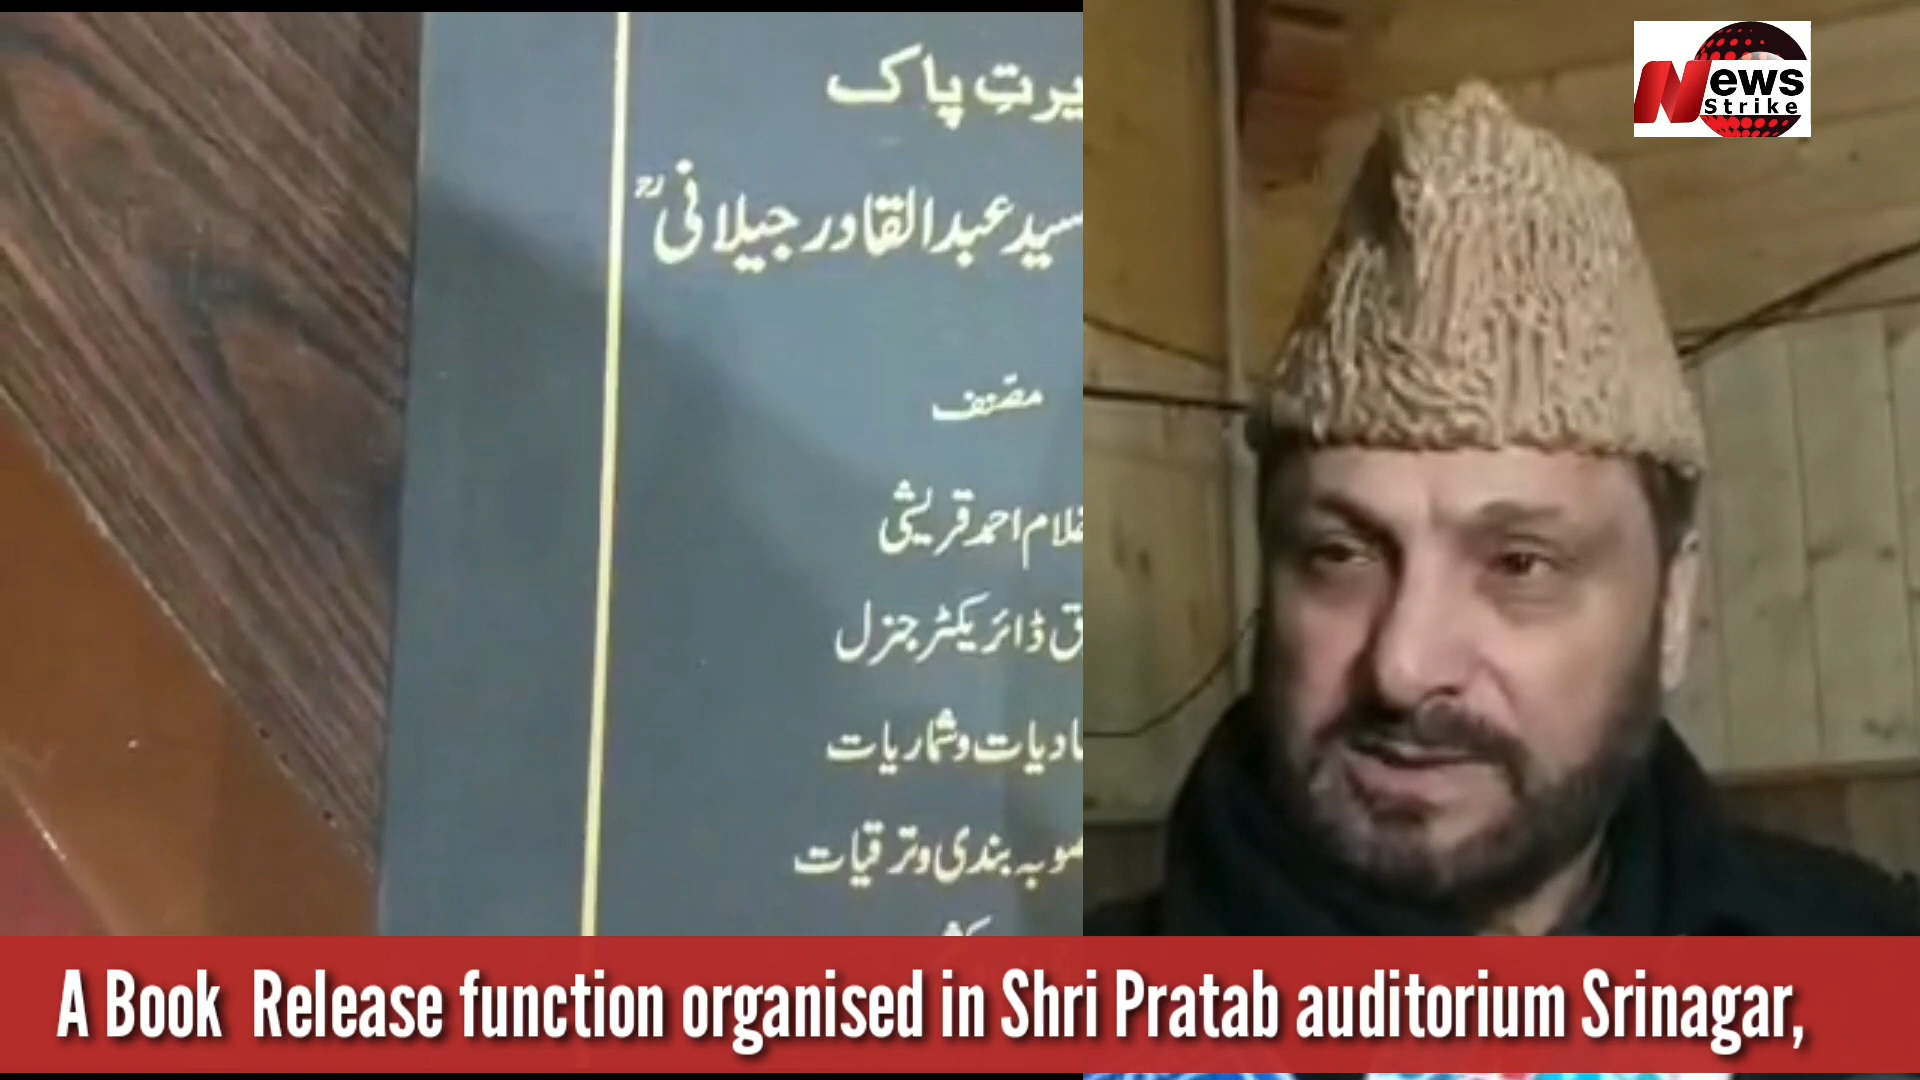 یرتِ پاک
سید عبدالقادر جیلانیؒ
مصنف
غلام احمد قریشی
ق ڈائریکٹر جنرل
ادیات وشماریات
صوبہ بندی وترقیات
News
Strike
A Book Release function organised in Shri Pratab auditorium Srinagar,